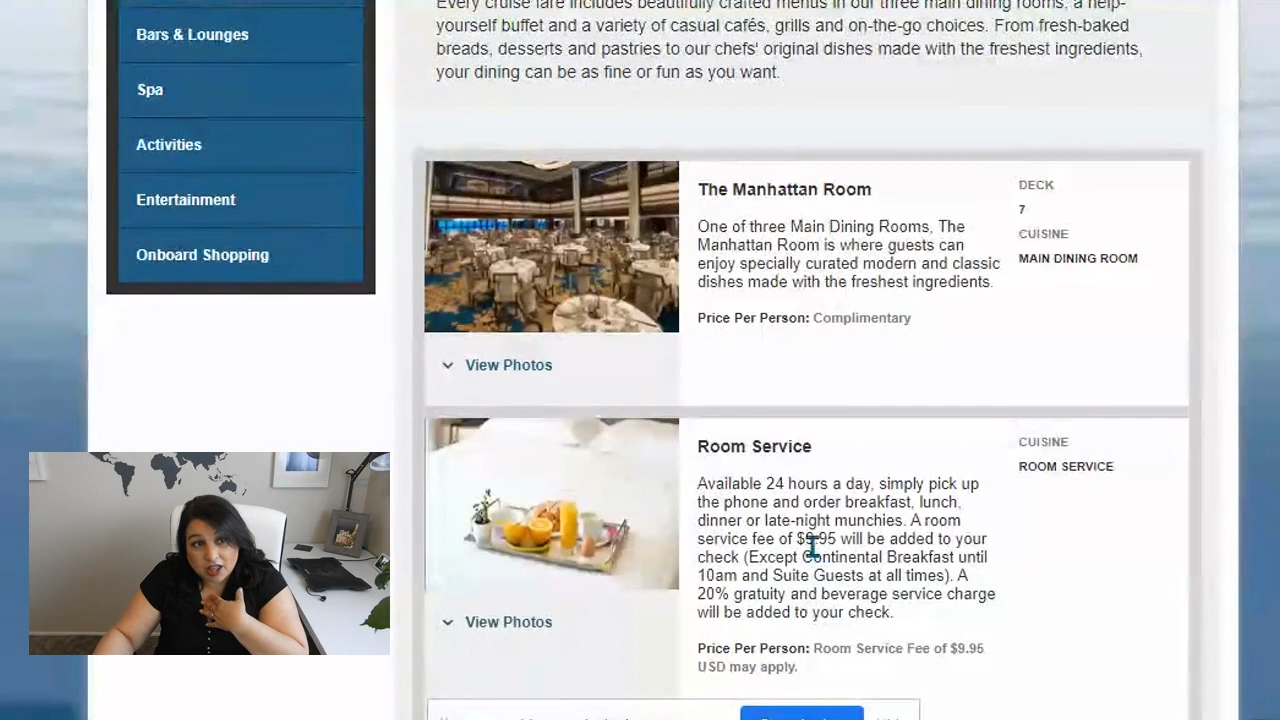 Every cruise fare includes beautifully crafted menus in our three main dining rooms, a help-
yourself buffet and a variety of casual cafés, grills and on-the-go choices. From fresh-baked
breads, desserts and pastries to our chefs' original dishes made with the freshest ingredients,
your dining can be as fine or fun as you want.
Bars & Lounges
Spa
Activities
Entertainment
Onboard Shopping
The Manhattan Room
One of three Main Dining Rooms, The
Manhattan Room is where guests can
enjoy specially curated modern and classic
dishes made with the freshest ingredients.
Price Per Person: Complimentary
DECK
7
CUISINE
MAIN DINING ROOM
View Photos
Room Service
Available 24 hours a day, simply pick up
the phone and order breakfast, lunch,
dinner or late-night munchies. A room
service fee of $9.95 will be added to your
check (Except Continental Breakfast until
10am and Suite Guests at all times). A
20% gratuity and beverage service charge
will be added to your check.
Price Per Person: Room Service Fee of $9.95
USD may apply.
CUISINE
ROOM SERVICE
View Photos